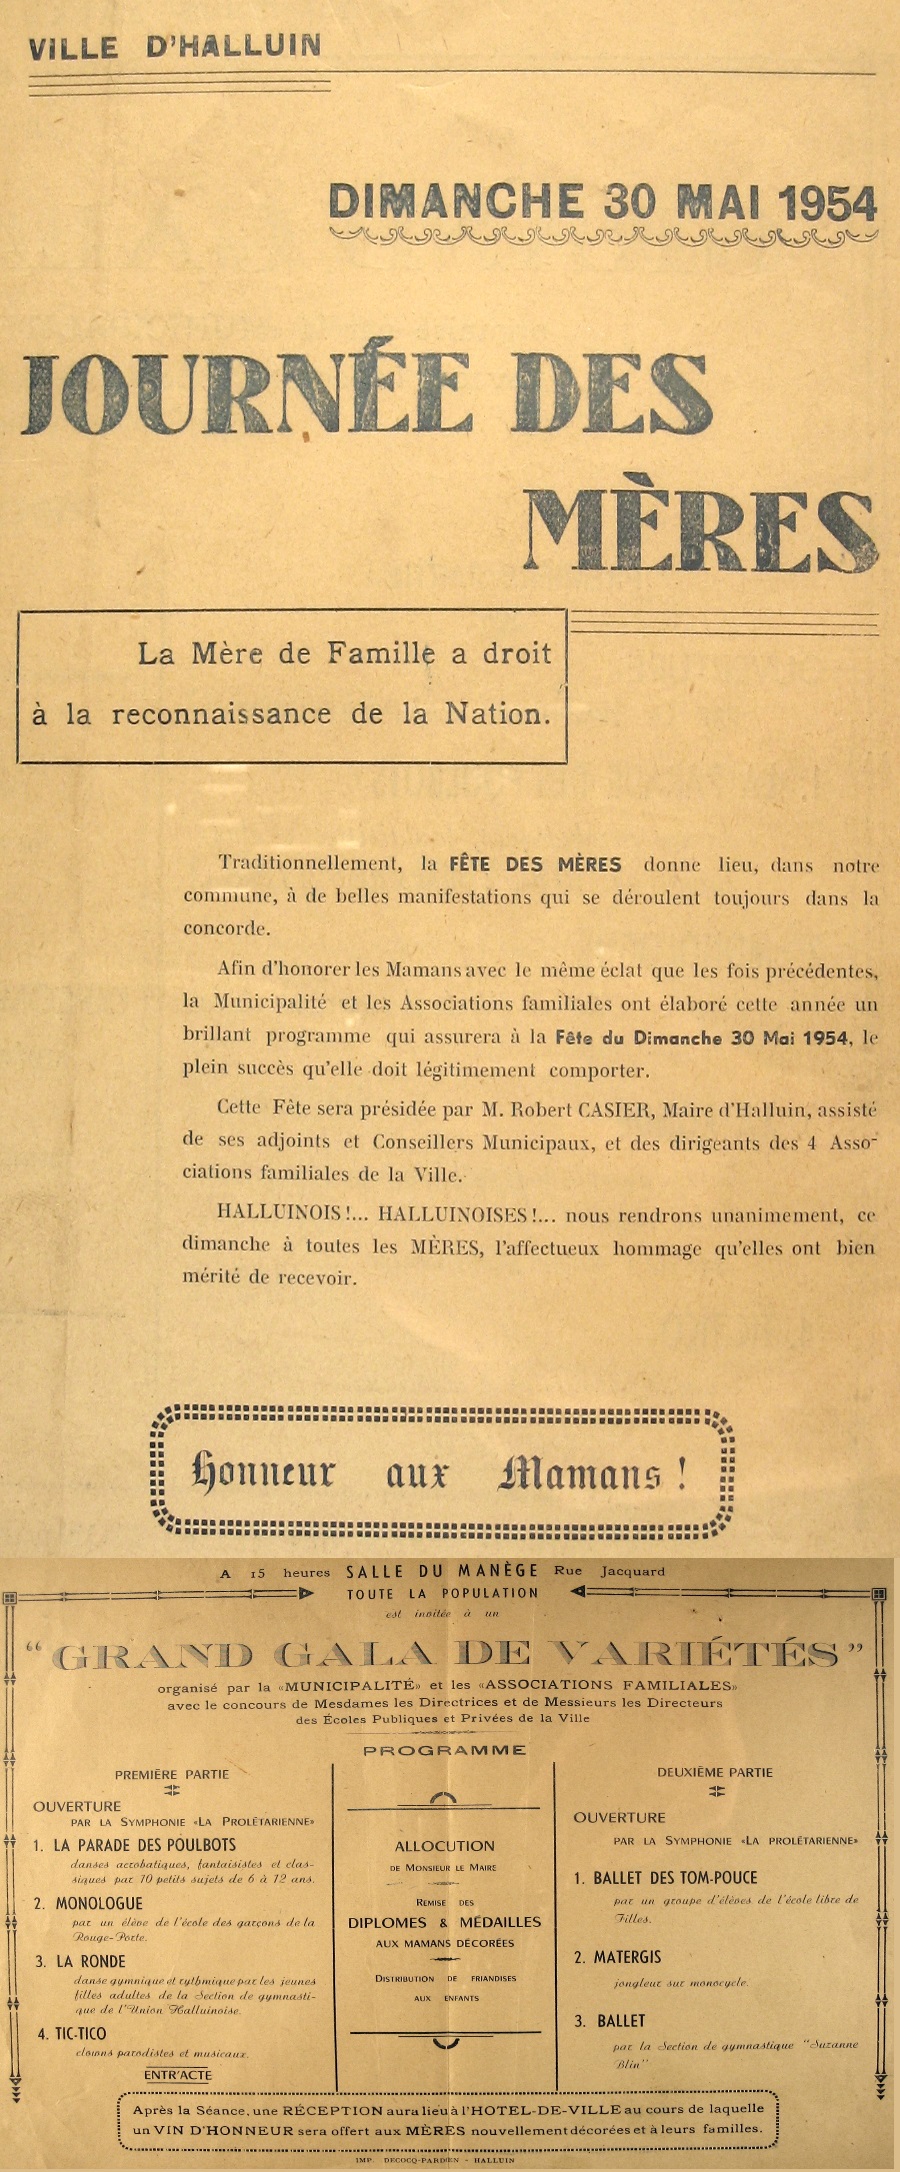 VILLE D'HALLUIN
DIMANCHE 30 MAI 1954
JOURNÉE DES
MÈRES
La Mère de Famille a droit
à la reconnaissance de la Nation.
Traditionnellement, la FÊTE DES MÈRES donne lieu, dans notre
commune, à de belles manifestations qui se déroulent toujours dans la
concorde.
Afin d'honorer les Mamans avec le même éclat que les fois précédentes,
la Municipalité et les Associations familiales ont élaboré cette année un
brillant programme qui assurera à la Fête du Dimanche 30 Mai 1954, le
plein succès qu'elle doit légitimement comporter.
Cette Fête sera présidée par M. Robert CASIER, Maire d'Halluin, assisté
de ses adjoints et Conseillers Municipaux, et des dirigeants des 4 Asso-
ciations familiales de la Ville.
HALLUINOIS !... HALLUINOISES !... nous rendrons unanimement, ce
dimanche à toutes les MÈRES, l'affectueux hommage qu'elles ont bien
mérité de recevoir.
Honneur aux Mamans !
A 15 heures SALLE DU MANÈGE Rue Jacquard
TOUTE LA POPULATION
est invitée à un
“GRAND GALA DE VARIÉTÉS”
organisé par la «MUNICIPALITÉ» et les «ASSOCIATIONS FAMILIALES»
avec le concours de Mesdames les Directrices et de Messieurs les Directeurs
des Écoles Publiques et Privées de la Ville
PROGRAMME
PREMIÈRE PARTIE
OUVERTURE
PAR LA SYMPHONIE «LA PROLÉTARIENNE»
1. LA PARADE DES POULBOTS
danses acrobatiques, fantaisistes et clas-
siques par 10 petits sujets de 6 à 12 ans.
2. MONOLOGUE
par un élève de l'école des garçons de la
Rouge-Porte.
3. LA RONDE
danse gymnique et rythmique par les jeunes
filles adultes de la Section de gymnasti-
que de l'Union Halluinoise.
4. TIC-TICO
clowns parodistes et musicaux.
ENTR'ACTE
ALLOCUTION
DE MONSIEUR LE MAIRE
REMISE DES
DIPLOMES & MÉDAILLES
AUX MAMANS DÉCORÉES
DISTRIBUTION DE FRIANDISES
AUX ENFANTS
DEUXIÈME PARTIE
OUVERTURE
PAR LA SYMPHONIE «LA PROLÉTARIENNE»
1. BALLET DES TOM-POUCE
par un groupe d'élèves de l'école libre de
Filles.
2. MATERGIS
jongleur sur monocycle.
3. BALLET
par la Section de gymnastique “Suzanne
Blin”
Après la Séance, une RÉCEPTION aura lieu à l'HOTEL-DE-VILLE au cours de laquelle
un VIN D'HONNEUR sera offert aux MÈRES nouvellement décorées et à leurs familles.
IMP. DECOCQ-PARDOEN - HALLUIN